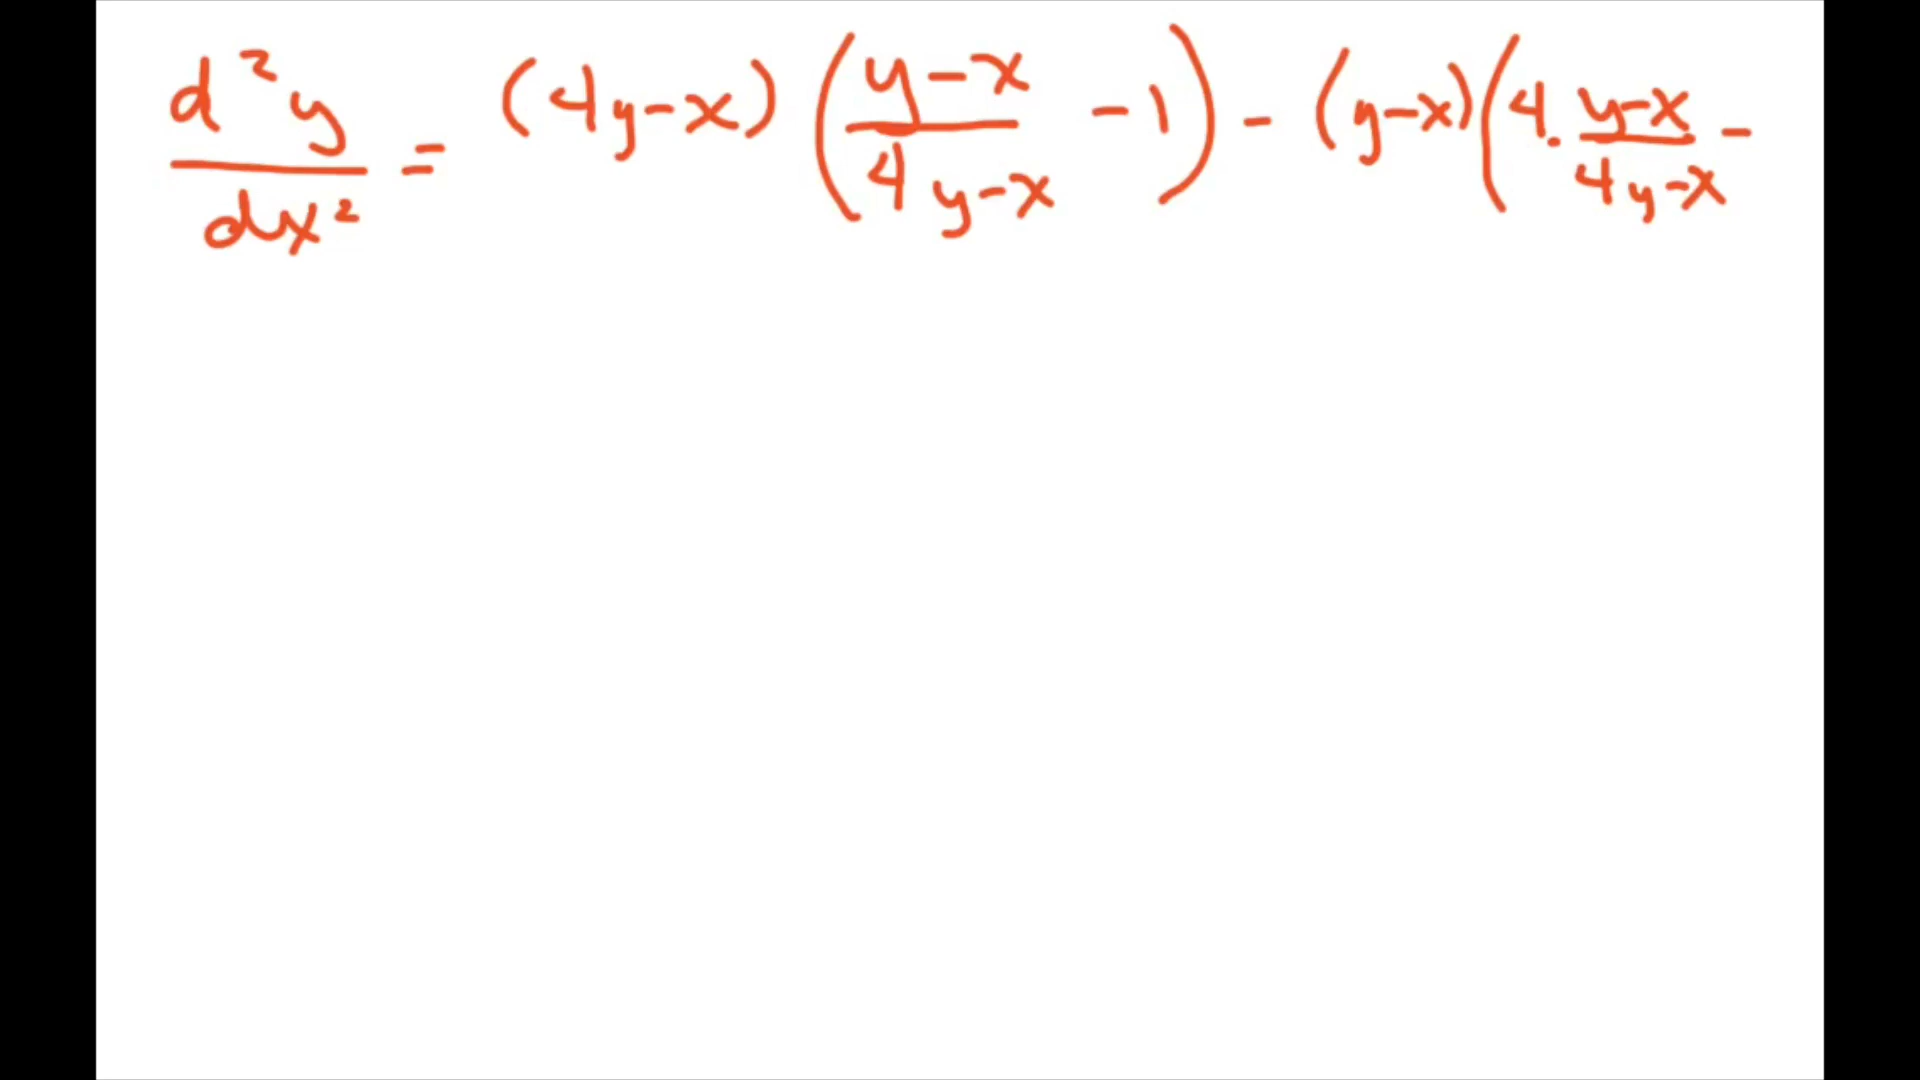 d²y/dx² = (4y-x)((y-x)/(4y-x) -1) - (y-x)(4·(y-x)/(4y-x) -